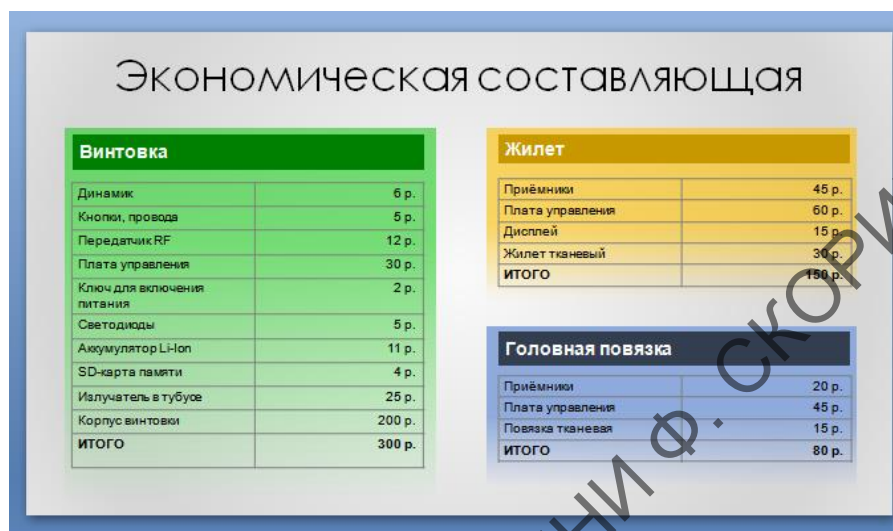 Экономическая составляющая
Винтовка
Динамик 6 р.
Кнопки, провода 5 р.
Передатчик RF 12 р.
Плата управления 30 р.
Ключ для включения 2 р.
питания
Светодиоды 5 р.
Аккумулятор Li-Ion 11 р.
SD-карта памяти 4 р.
Излучатель в тубусе 25 р.
Корпус винтовки 200 р.
ИТОГО 300 р.
Жилет
Приёмники 45 р.
Плата управления 60 р.
Дисплей 15 р.
Жилет тканевый 30 р.
ИТОГО 150 р.
Головная повязка
Приёмники 20 р.
Плата управления 45 р.
Повязка тканевая 15 р.
ИТОГО 80 р.
Ф. СКОРИ